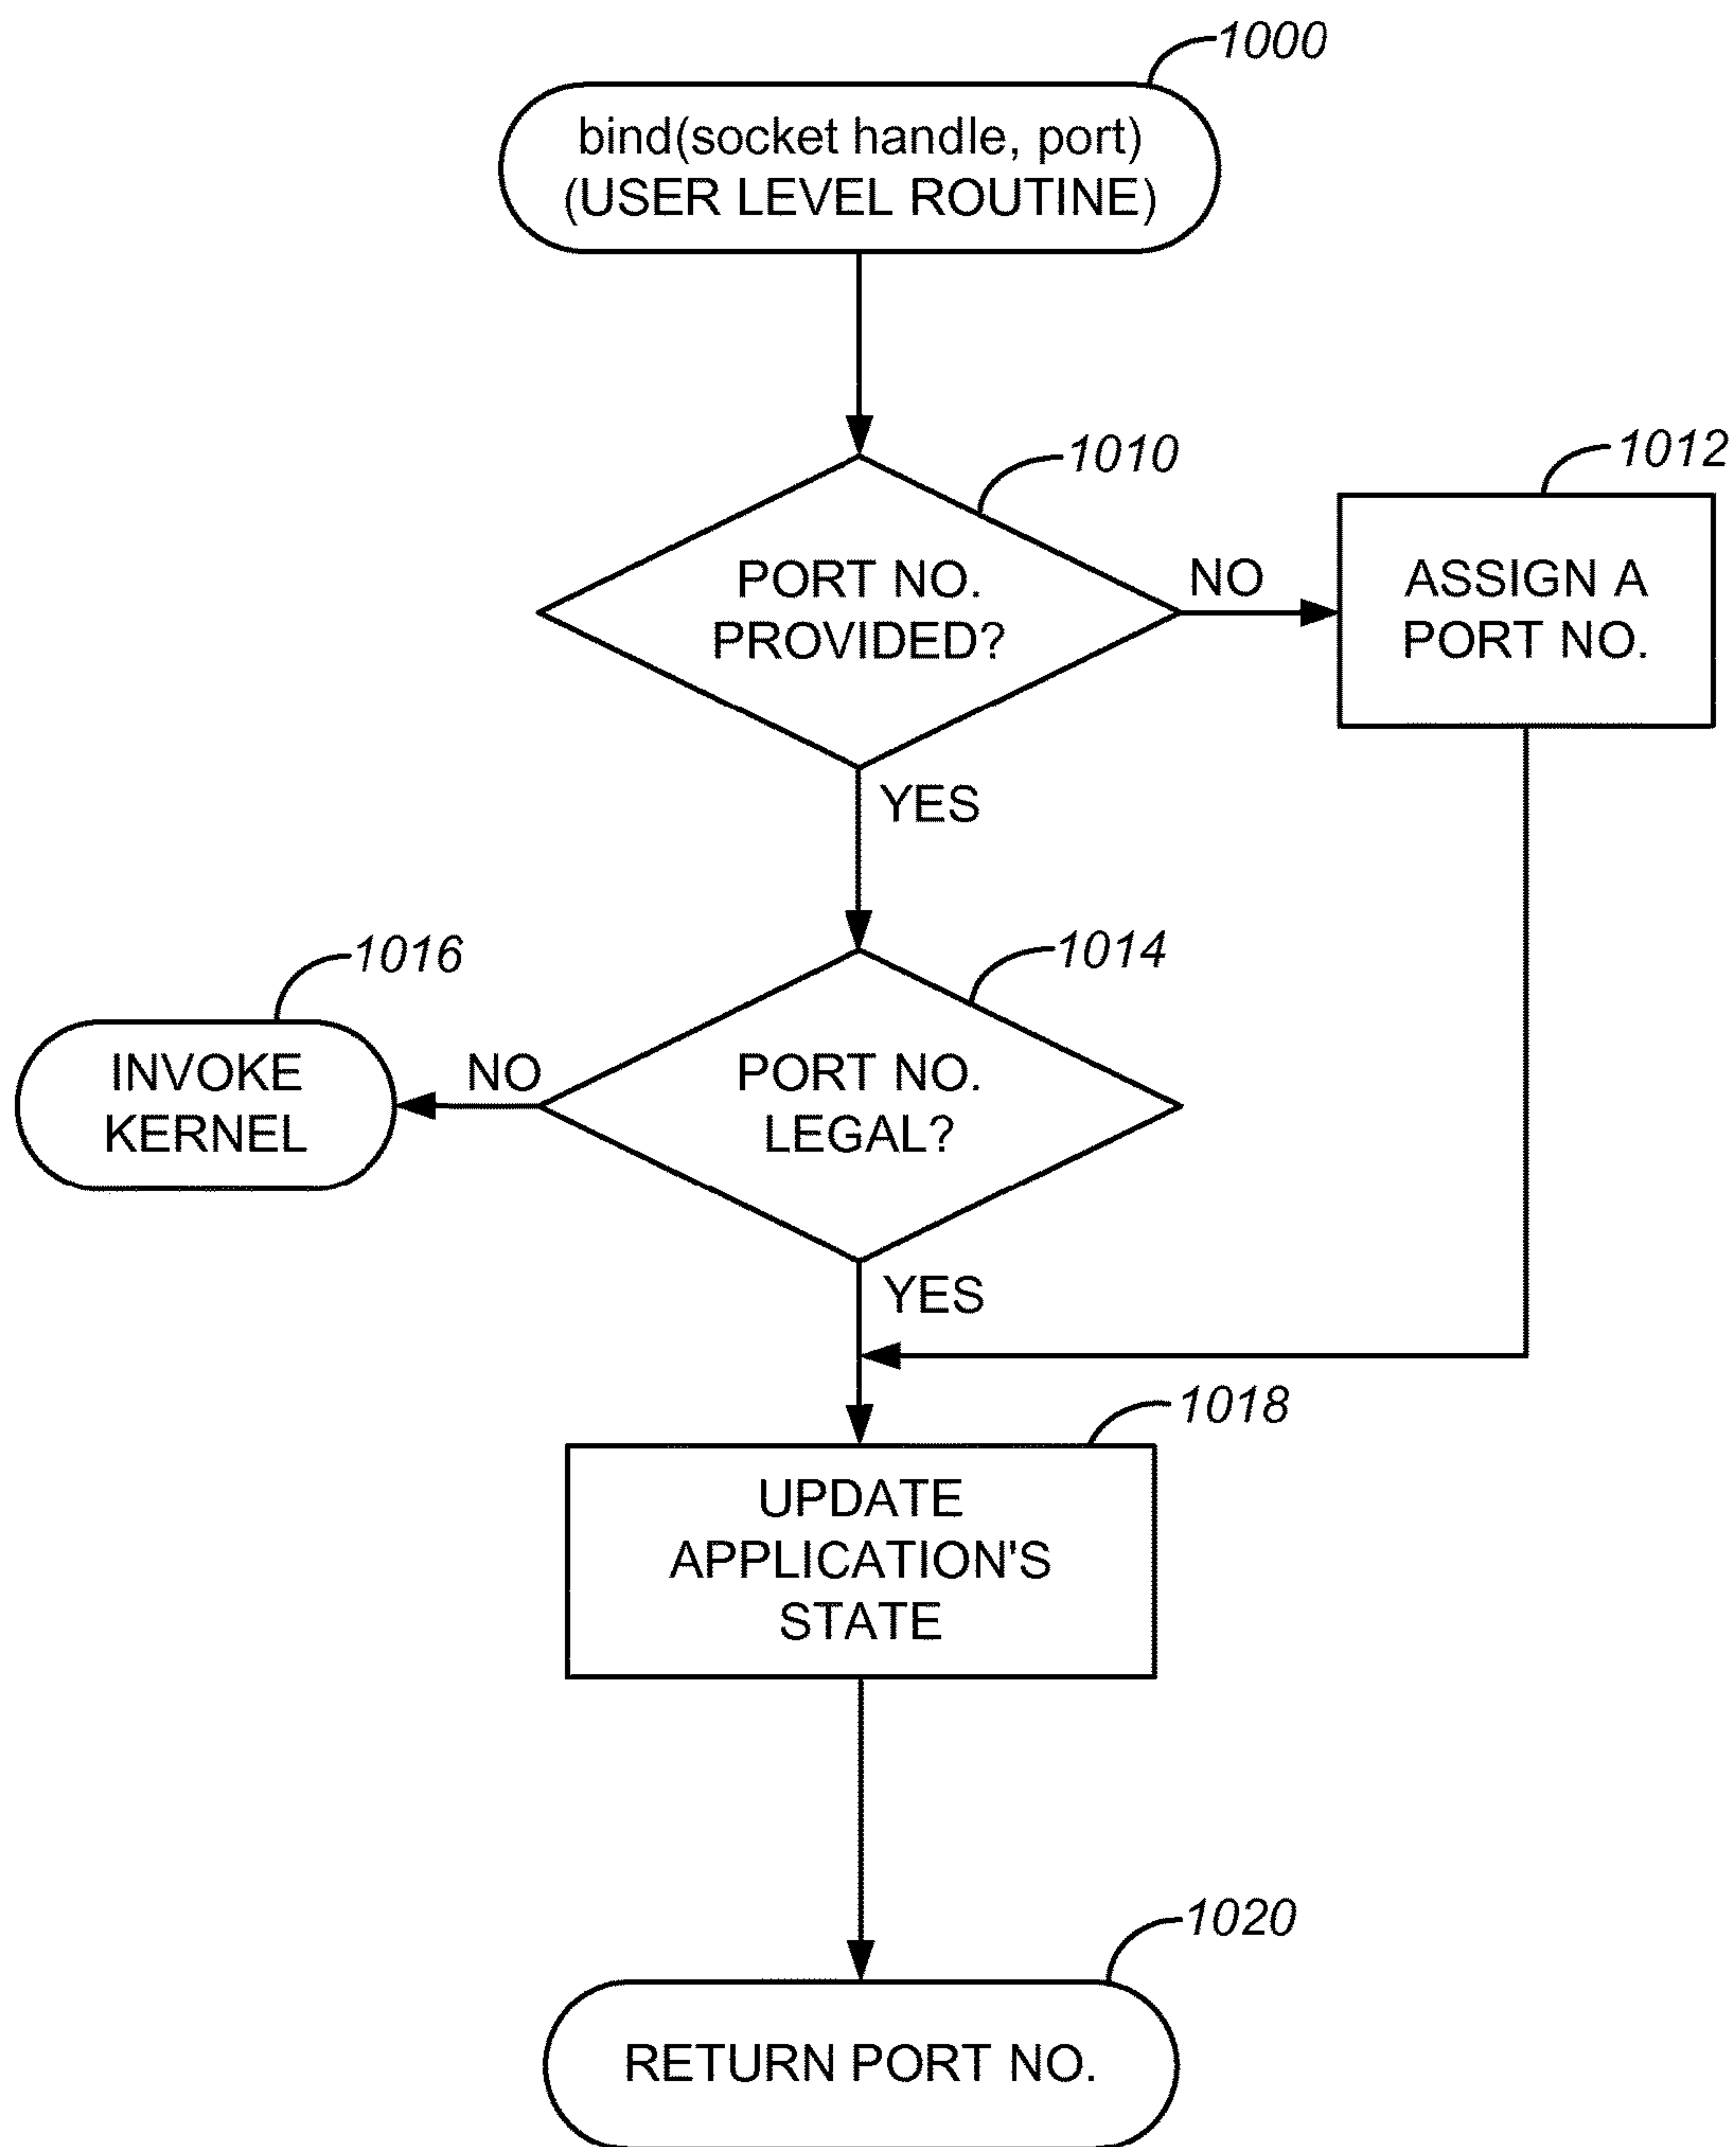 1000
bind(socket handle, port)
(USER LEVEL ROUTINE)
1010
1012
PORT NO.
PROVIDED?
NO
ASSIGN A
PORT NO.
YES
1016
1014
INVOKE
KERNEL
NO
PORT NO.
LEGAL?
YES
1018
UPDATE
APPLICATION'S
STATE
1020
RETURN PORT NO.